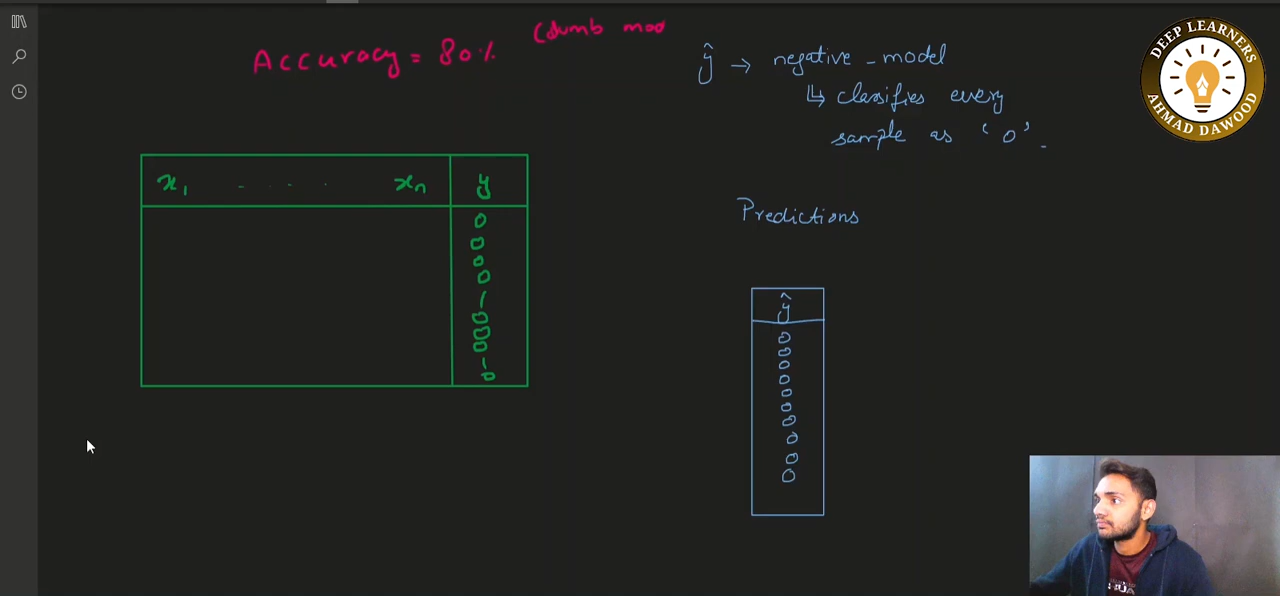 Accuracy = 80%
(dumb mod
ŷ → negative - model
↳ classifies every
sample as '0'.
DEEP LEARNERS
AHMAD DAWOOD
x₁ ..... xₙ y
0
0
0
0
1
0
0
0
1
0
Predictions
ŷ
0
0
0
0
0
0
0
0
0
0